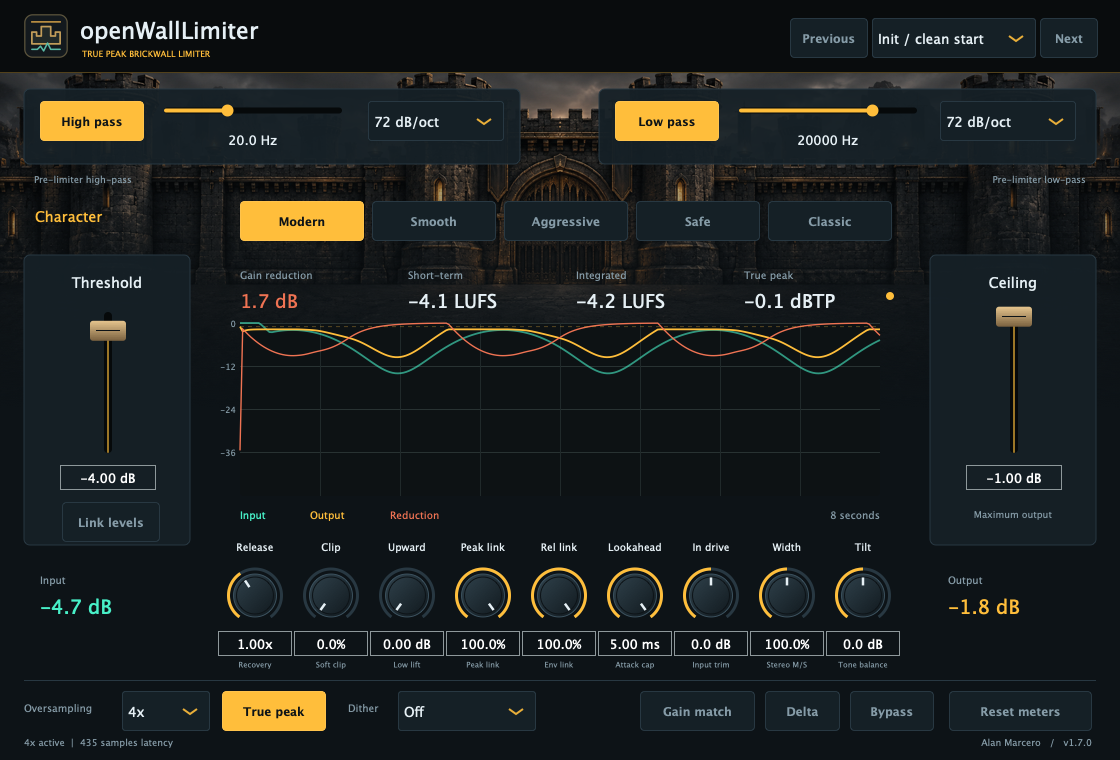 openWallLimiter
TRUE PEAK BRICKWALL LIMITER
Previous
Init / clean start
Next
High pass
20.0 Hz
72 dB/oct
Low pass
20000 Hz
72 dB/oct
Pre-limiter high-pass
Pre-limiter low-pass
Character
Modern
Smooth
Aggressive
Safe
Classic
Threshold
-4.00 dB
Link levels
Gain reduction
1.7 dB
Short-term
-4.1 LUFS
Integrated
-4.2 LUFS
True peak
-0.1 dBTP
0
-12
-24
-36
Input
Output
Reduction
8 seconds
Ceiling
-1.00 dB
Maximum output
Input
-4.7 dB
Release
1.00x
Recovery
Clip
0.0%
Soft clip
Upward
0.00 dB
Low lift
Peak link
100.0%
Peak link
Rel link
100.0%
Env link
Lookahead
5.00 ms
Attack cap
In drive
0.0 dB
Input trim
Width
100.0%
Stereo M/S
Tilt
0.0 dB
Tone balance
Output
-1.8 dB
Oversampling
4x
True peak
Dither
Off
Gain match
Delta
Bypass
Reset meters
4x active | 435 samples latency
Alan Marcero / v1.7.0